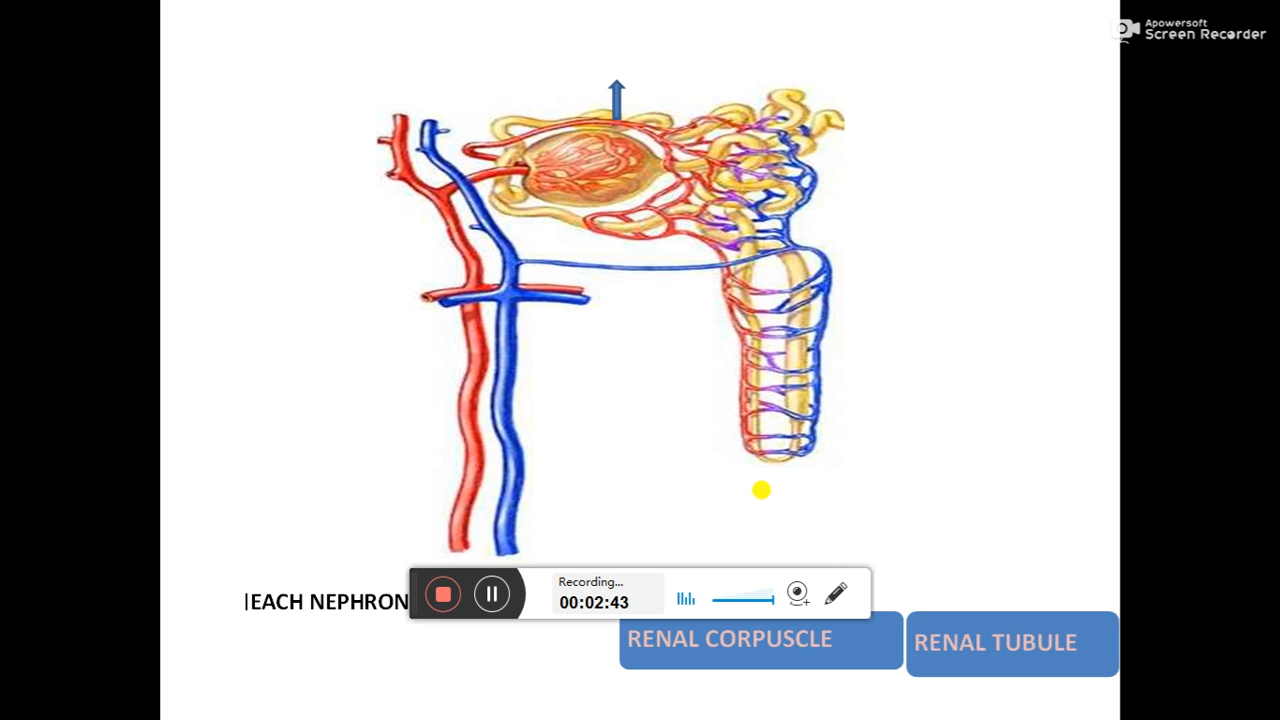 Apowersoft
Screen Recorder
Recording...
00:02:43
EACH NEPHRON
RENAL CORPUSCLE
RENAL TUBULE